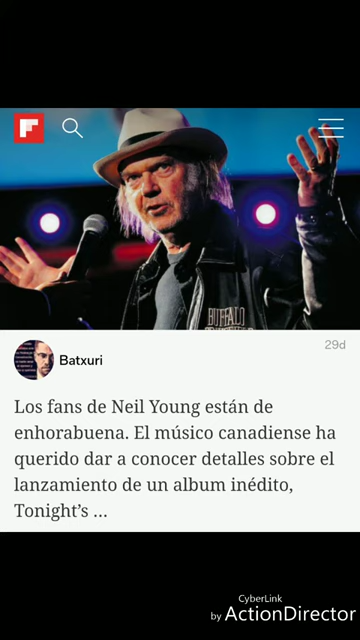 BUFFALO
29d
Batxuri
Los fans de Neil Young están de
enhorabuena. El músico canadiense ha
querido dar a conocer detalles sobre el
lanzamiento de un album inédito,
Tonight's ...
CyberLink
by ActionDirector